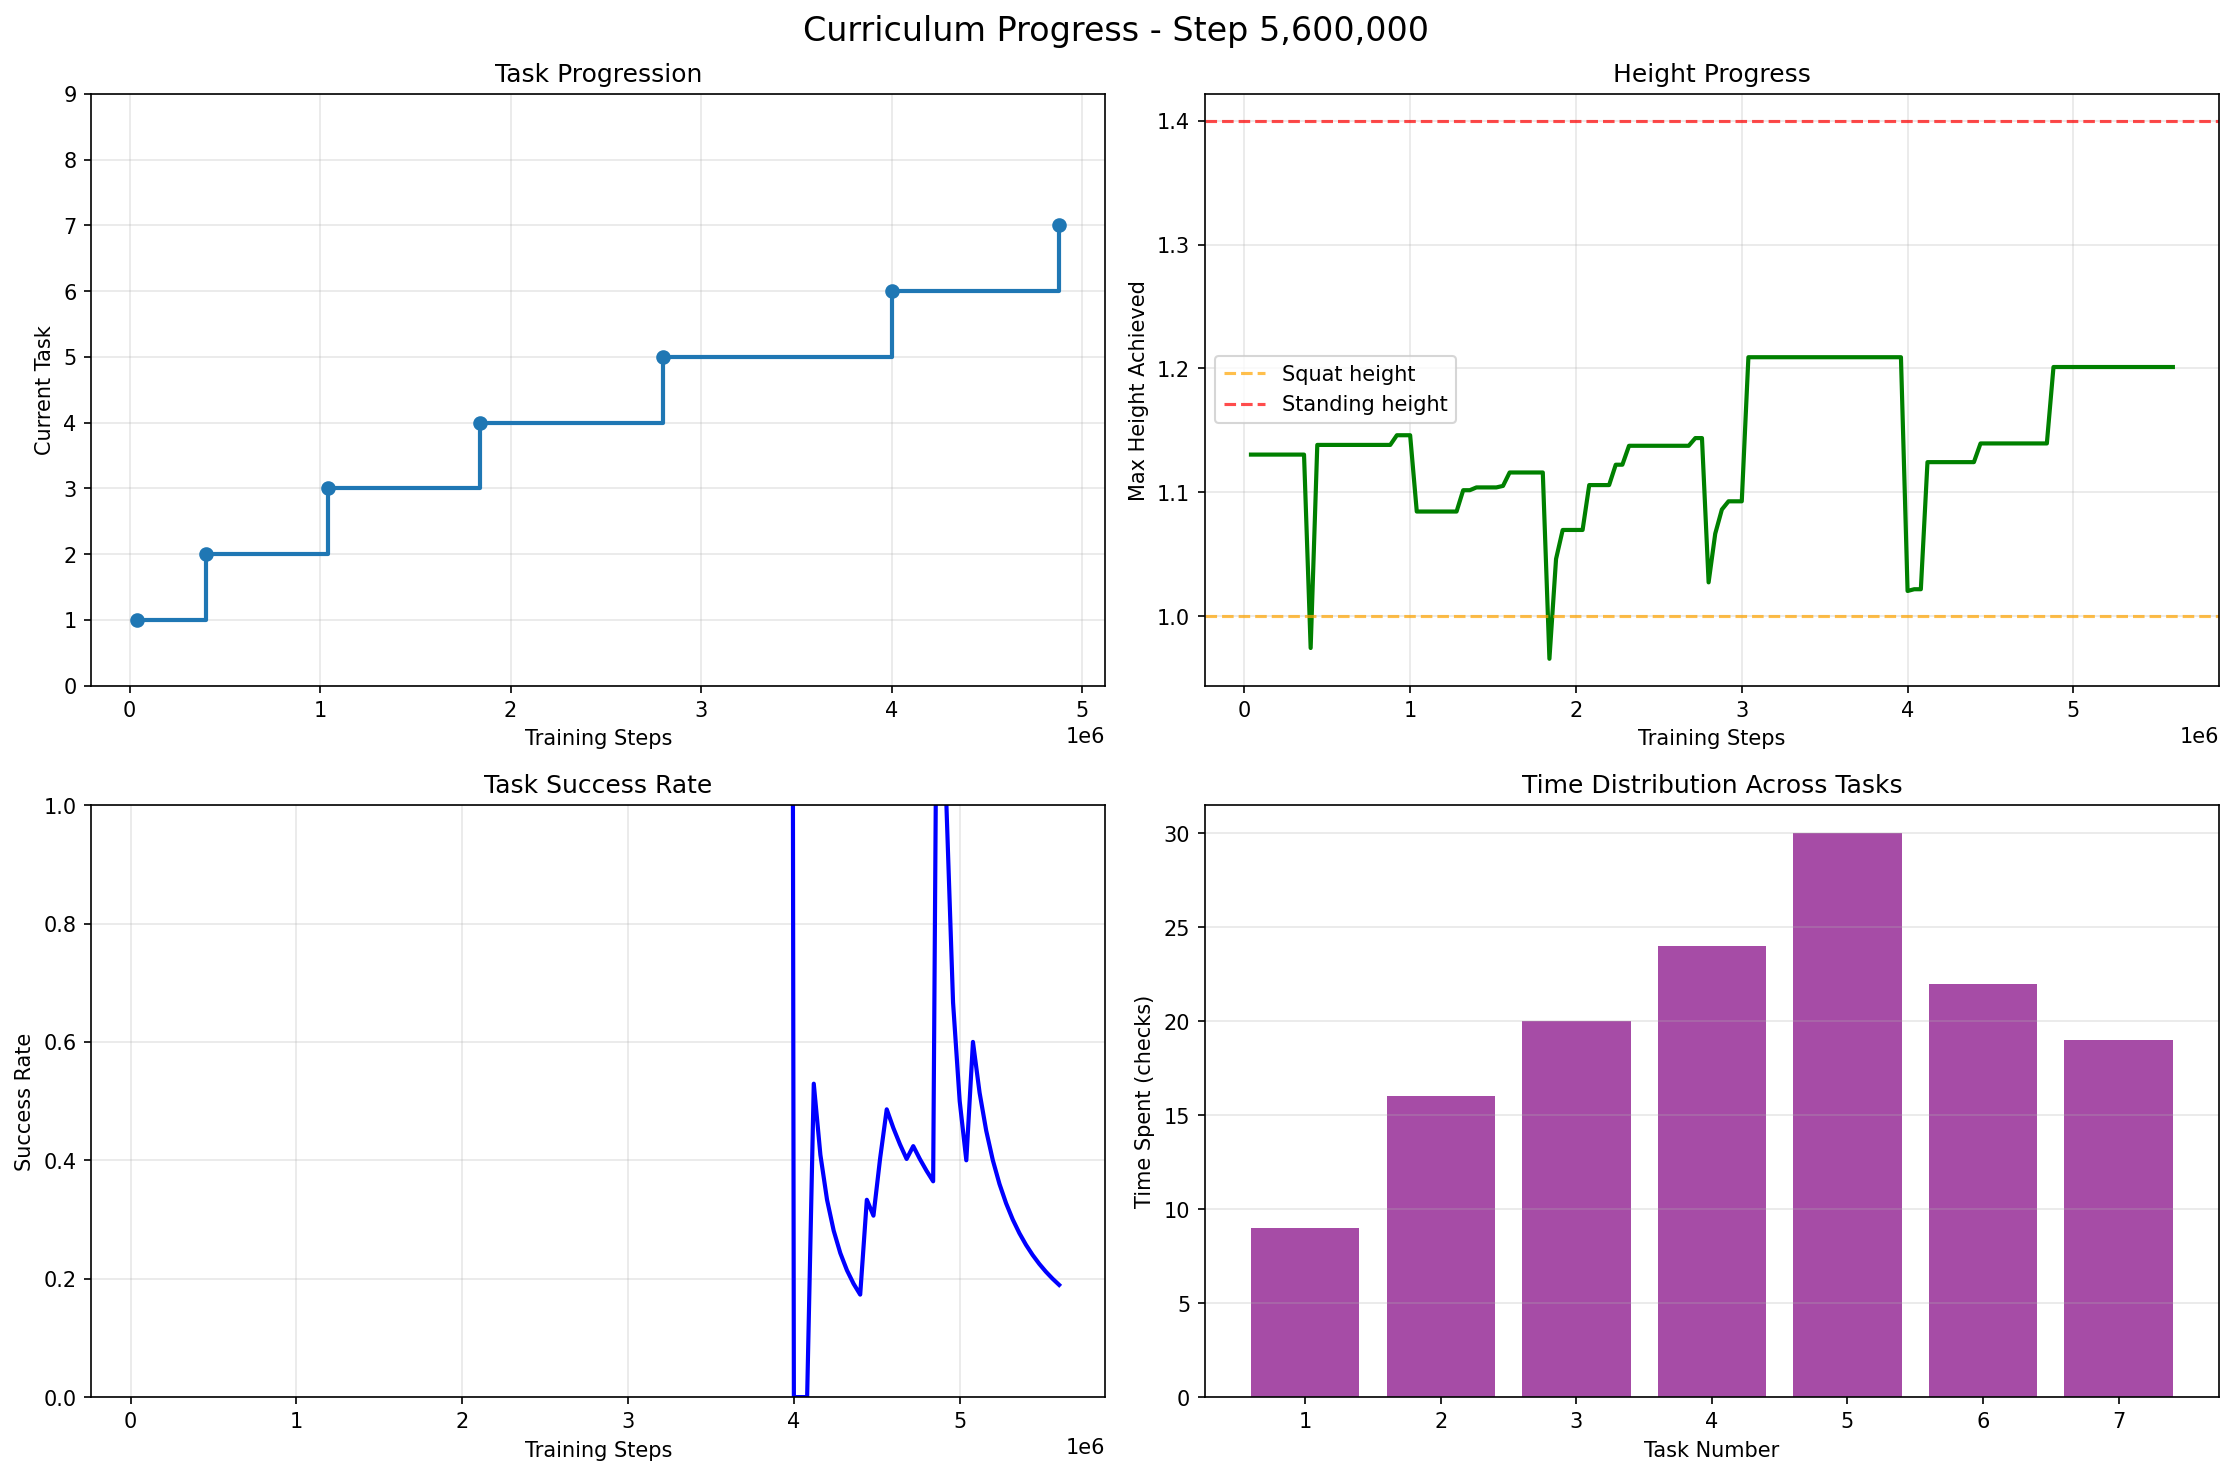 Curriculum Progress - Step 5,600,000
Task Progression
9
8
7
6
5
4
3
2
1
0
Current Task
0 1 2 3 4 5
1e6
Training Steps
Height Progress
1.4
1.3
1.2
1.1
1.0
Max Height Achieved
Squat height
Standing height
0 1 2 3 4 5
1e6
Training Steps
Task Success Rate
1.0
0.8
0.6
0.4
0.2
0.0
Success Rate
0 1 2 3 4 5
1e6
Training Steps
Time Distribution Across Tasks
30
25
20
15
10
5
0
Time Spent (checks)
1 2 3 4 5 6 7
Task Number